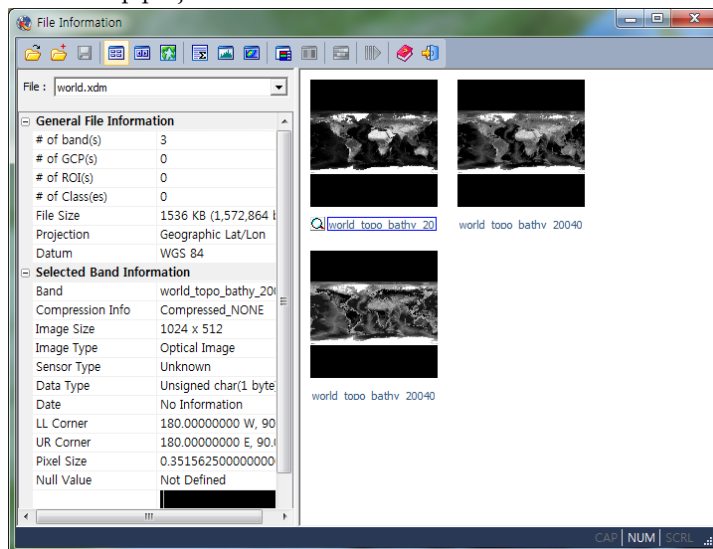 File Information
File : world.xdm
General File Information
# of band(s) 3
# of GCP(s) 0
# of ROI(s) 0
# of Class(es) 0
File Size 1536 KB (1,572,864 b
Projection Geographic Lat/Lon
Datum WGS 84
Selected Band Information
Band world_topo_bathy_20
Compression Info Compressed_NONE
Image Size 1024 x 512
Image Type Optical Image
Sensor Type Unknown
Data Type Unsigned char(1 byte)
Date No Information
LL Corner 180.00000000 W, 90
UR Corner 180.00000000 E, 90.
Pixel Size 0.351562500000000
Null Value Not Defined
world_topo_bathy_20
world_topo_bathy_20040
world_topo_bathy_20040
CAP NUM SCRL